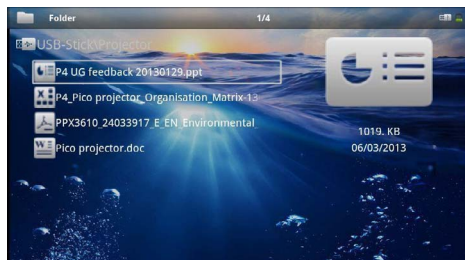 Folder
1/4
USB-Stick\Projector
P4 UG feedback 20130129.ppt
P4_Pico projector_Organisation_Matrix-13
PPX3610_24033917_E_EN_Environmental_
Pico projector.doc
1019. KB
06/03/2013